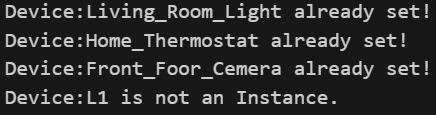 Device:Living_Room_Light already set!
Device:Home_Thermostat already set!
Device:Front_Foor_Cemera already set!
Device:L1 is not an Instance.